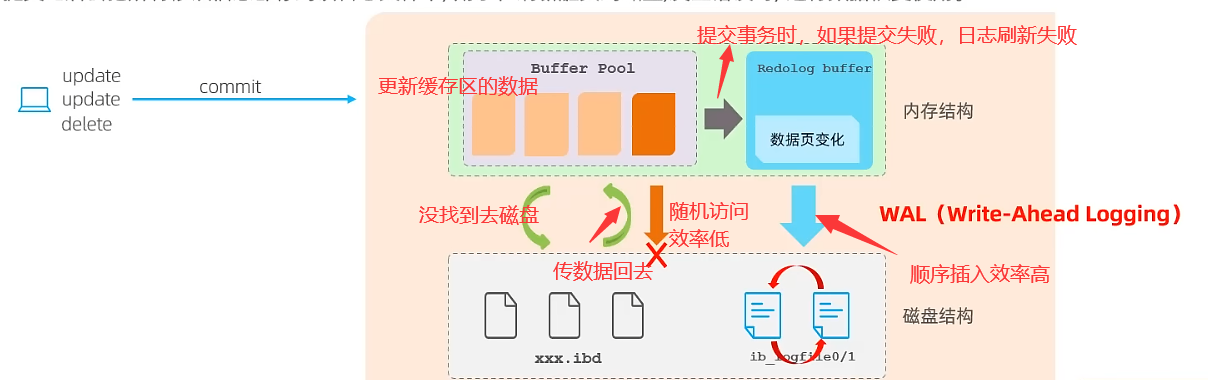 提交事务时，如果提交失败，日志刷新失败
Buffer Pool
Redolog buffer
update
update
delete
commit
更新缓存区的数据
内存结构
数据页变化
没找到去磁盘
随机访问
效率低
WAL（Write-Ahead Logging）
传数据回去
顺序插入效率高
磁盘结构
xxx.ibd
ib_logfile0/1